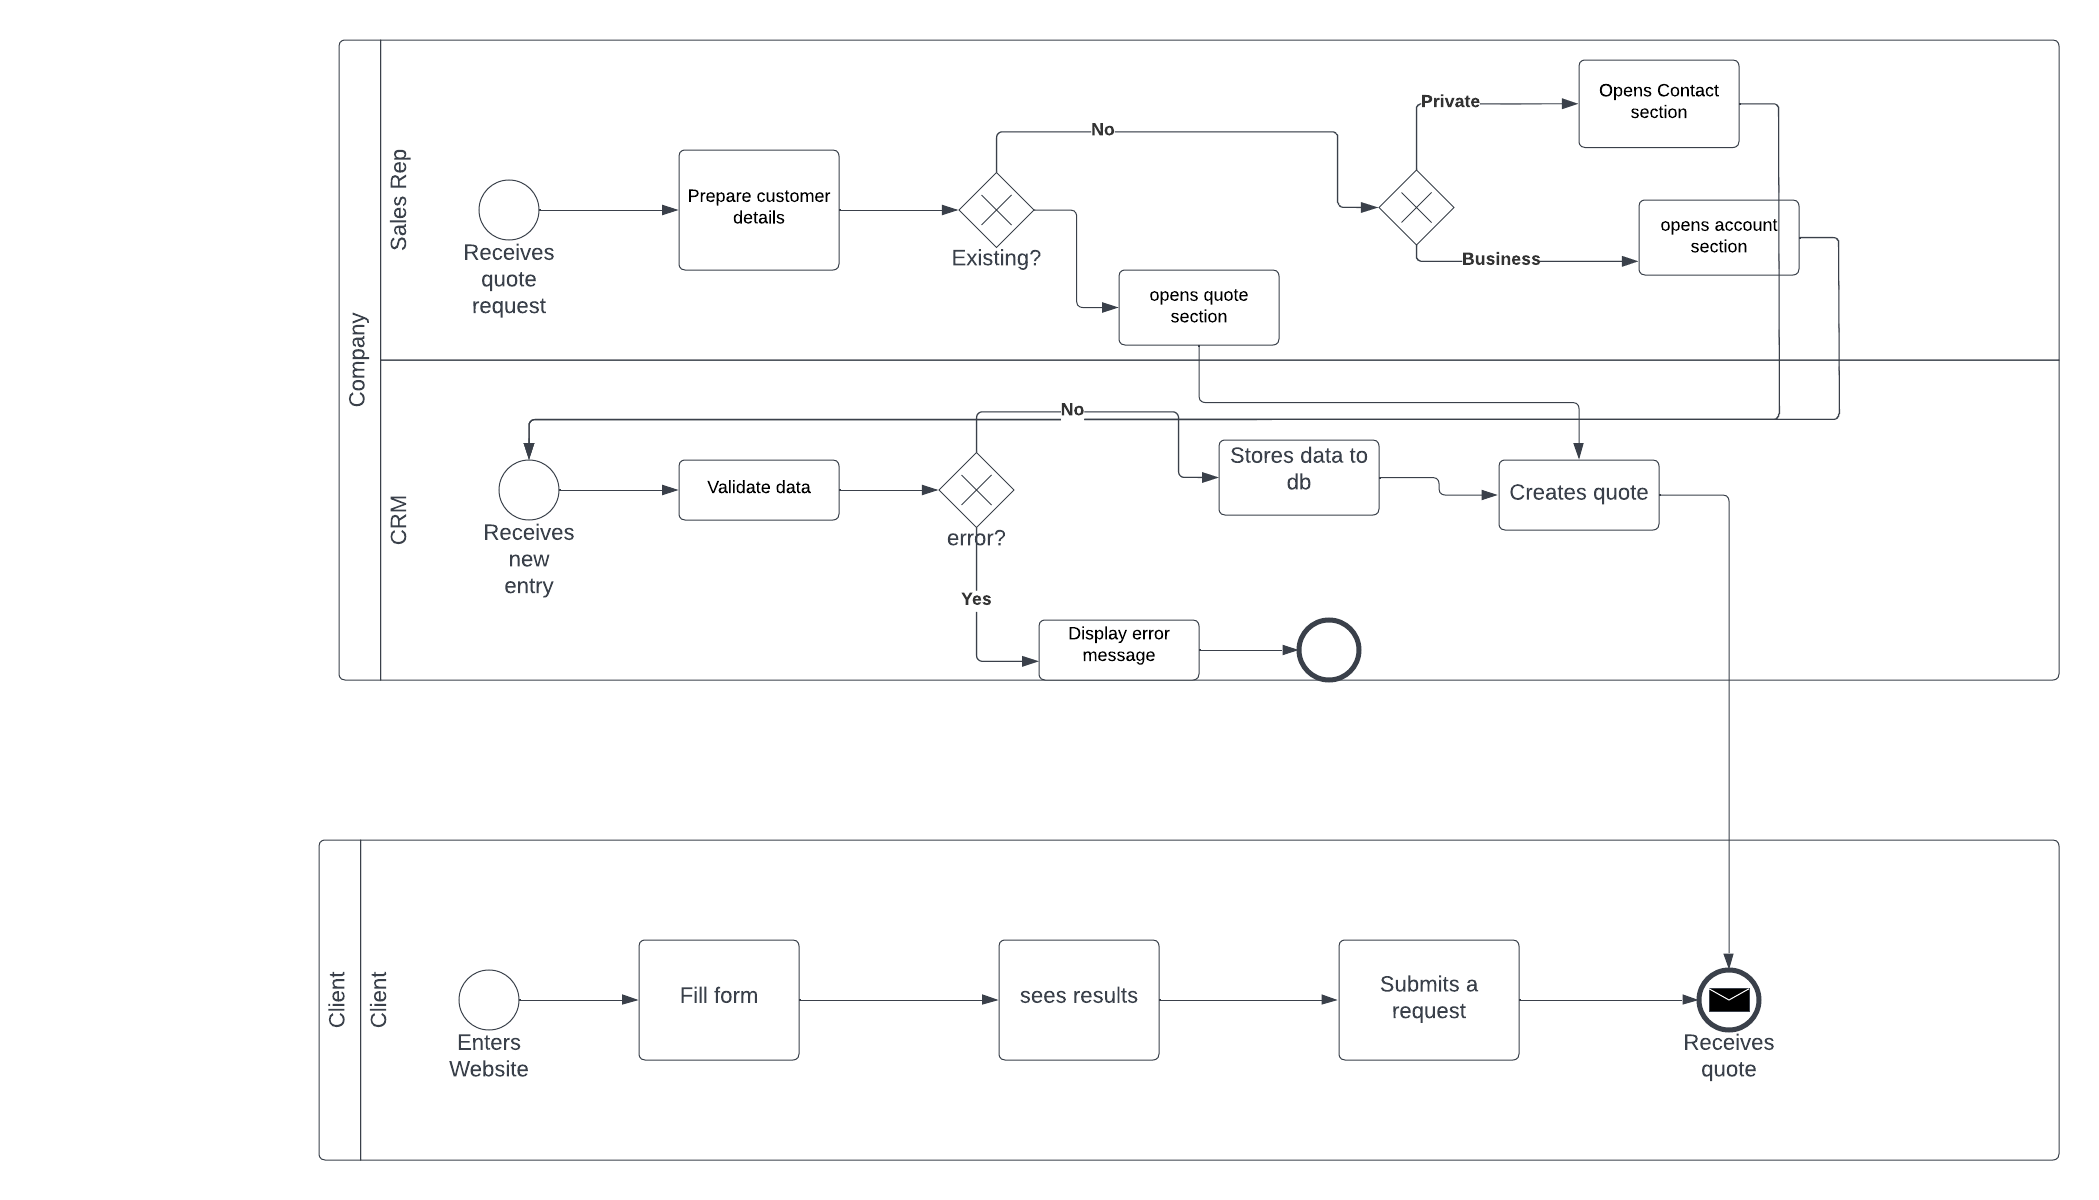 Company
Sales Rep
Receives
quote
request
Prepare customer
details
Existing?
No
opens quote
section
Private
Business
Opens Contact
section
opens account
section
CRM
Receives
new
entry
Validate data
error?
No
Yes
Display error
message
Stores data to
db
Creates quote
Client
Client
Enters
Website
Fill form
sees results
Submits a
request
Receives
quote